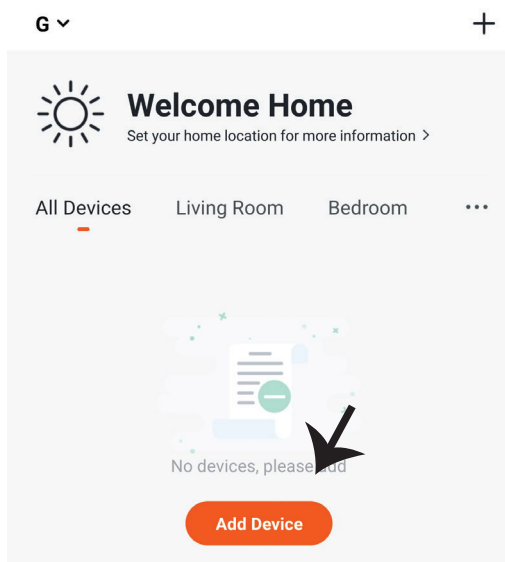 G
Welcome Home
Set your home location for more information >
All Devices Living Room Bedroom ...
No devices, please add
Add Device